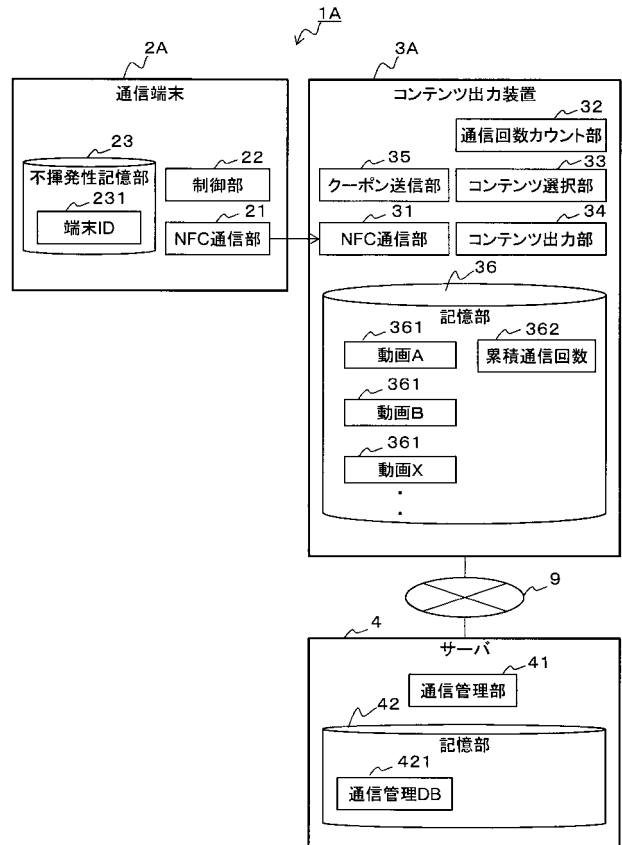 1A
2A
通信端末
23
不揮発性記憶部
231
端末ID
22
制御部
21
NFC通信部
3A
コンテンツ出力装置
32
通信回数カウント部
35
クーポン送信部
33
コンテンツ選択部
31
NFC通信部
34
コンテンツ出力部
36
記憶部
361
動画A
362
累積通信回数
361
動画B
361
動画X
9
4
サーバ
41
通信管理部
42
記憶部
421
通信管理DB